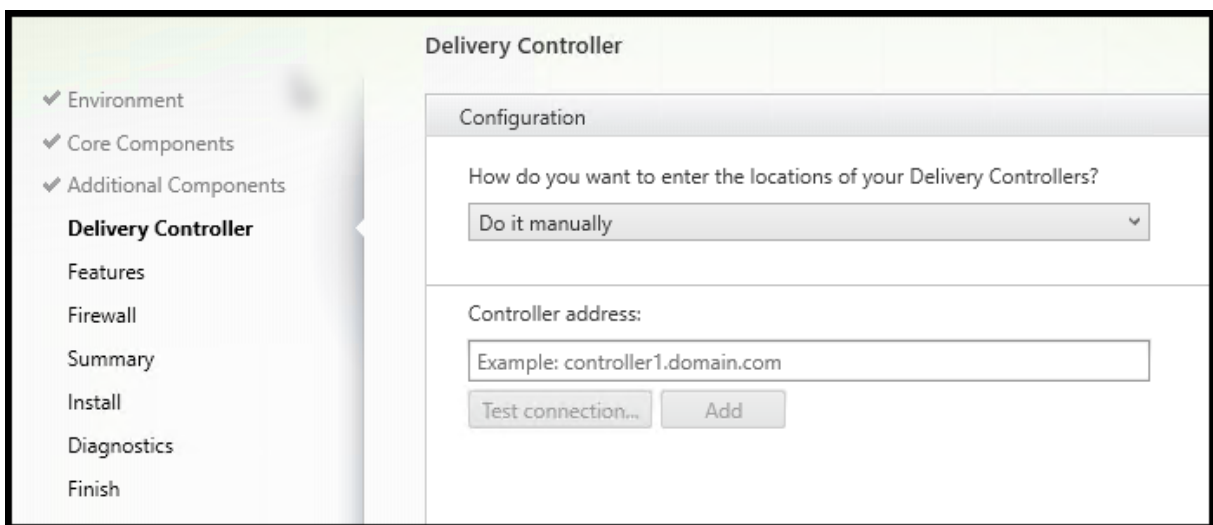 Delivery Controller
Environment
Core Components
Additional Components
Delivery Controller
Features
Firewall
Summary
Install
Diagnostics
Finish
Configuration
How do you want to enter the locations of your Delivery Controllers?
Do it manually
Controller address:
Example: controller1.domain.com
Test connection...
Add